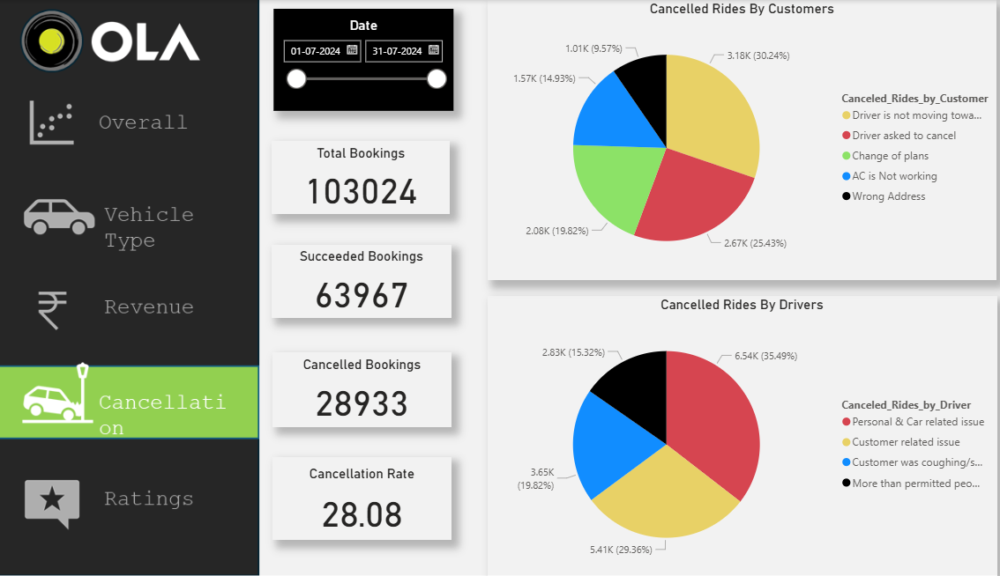 OLA
Overall
Vehicle
Type
Revenue
Cancellati
on
Ratings
Date
01-07-2024
31-07-2024
Total Bookings
103024
Succeeded Bookings
63967
Cancelled Bookings
28933
Cancellation Rate
28.08
Cancelled Rides By Customers
1.01K (9.57%)
3.18K (30.24%)
1.57K (14.93%)
2.08K (19.82%)
2.67K (25.43%)
Canceled_Rides_by_Customer
Driver is not moving towa...
Driver asked to cancel
Change of plans
AC is Not working
Wrong Address
Cancelled Rides By Drivers
2.83K (15.32%)
6.54K (35.49%)
3.65K
(19.82%)
5.41K (29.36%)
Canceled_Rides_by_Driver
Personal & Car related issue
Customer related issue
Customer was coughing/s...
More than permitted peo...